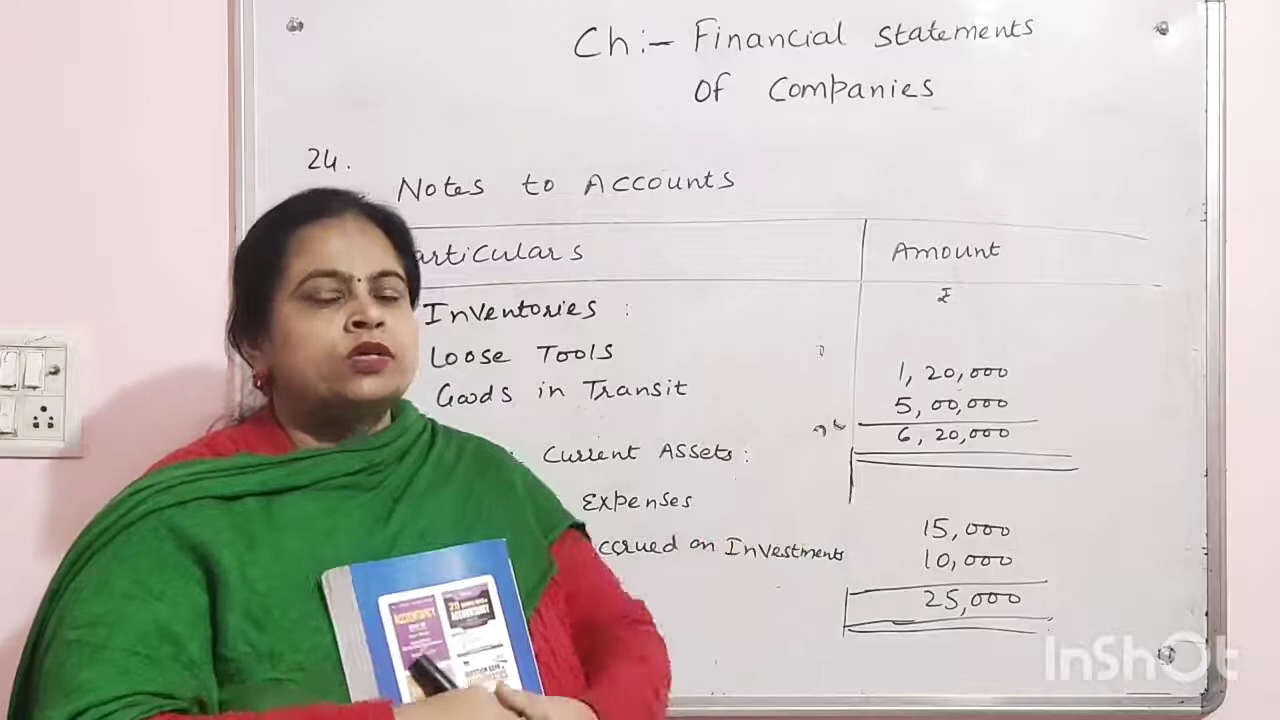 Ch:- Financial Statements
Of Companies
24.
Notes to Accounts
articulars Amount
₹
Inventories :
Loose Tools 1,20,000
Goods in Transit 5,00,000
6,20,000
Current Assets :
Expenses 15,000
ccrued on Investments 10,000
25,000
ACCOUNTANCY
ACCOUNTANCY
InShot